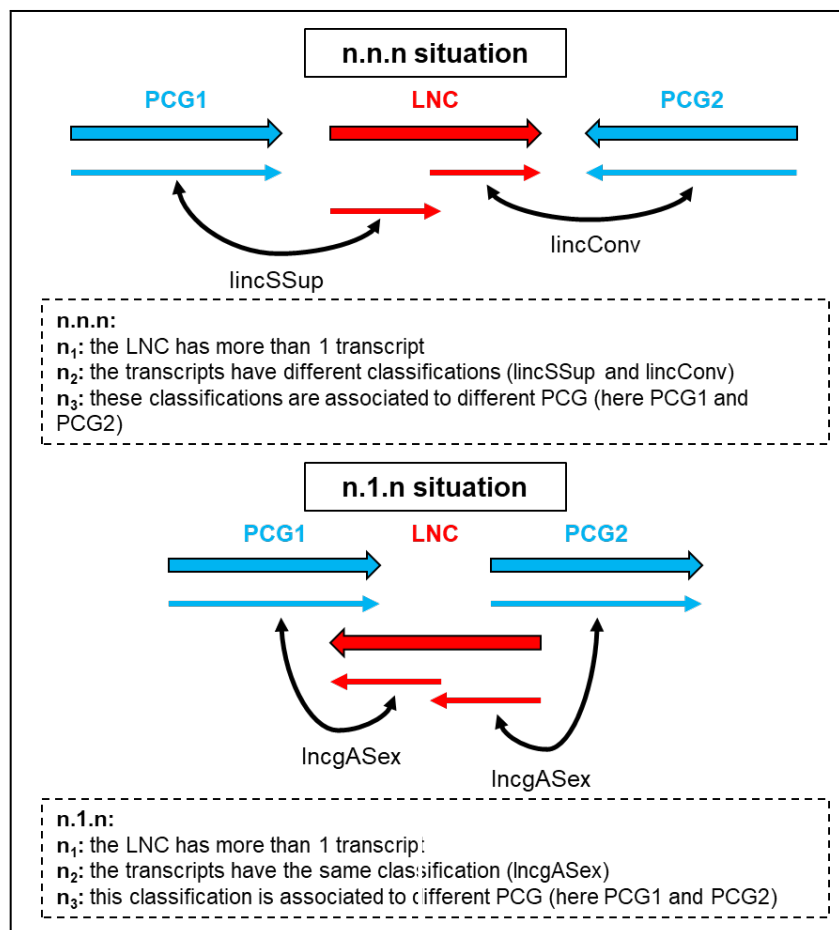 n.n.n situation
PCG1 LNC PCG2
lincConv
lincSSup
n.n.n:
n₁: the LNC has more than 1 transcript
n₂: the transcripts have different classifications (lincSSup and lincConv)
n₃: these classifications are associated to different PCG (here PCG1 and
PCG2)
n.1.n situation
PCG1 LNC PCG2
lncgASex
lncgASex
n.1.n:
n₁: the LNC has more than 1 transcript
n₂: the transcripts have the same classification (lncgASex)
n₃: this classification is associated to different PCG (here PCG1 and PCG2)